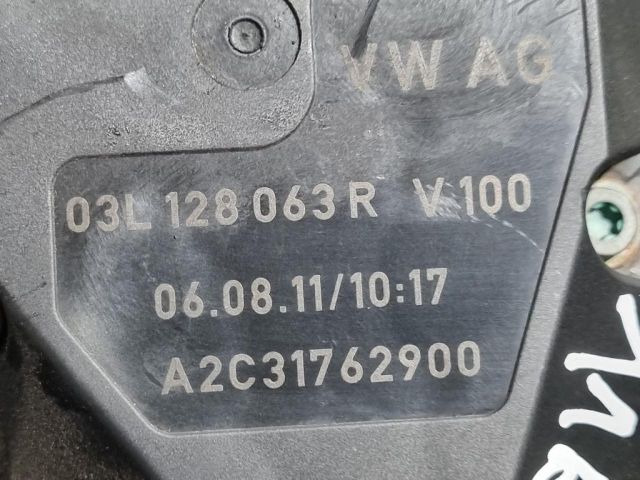 VW AG
03L 128 063 R V 100
06.08.11/10:17
A2C31762900